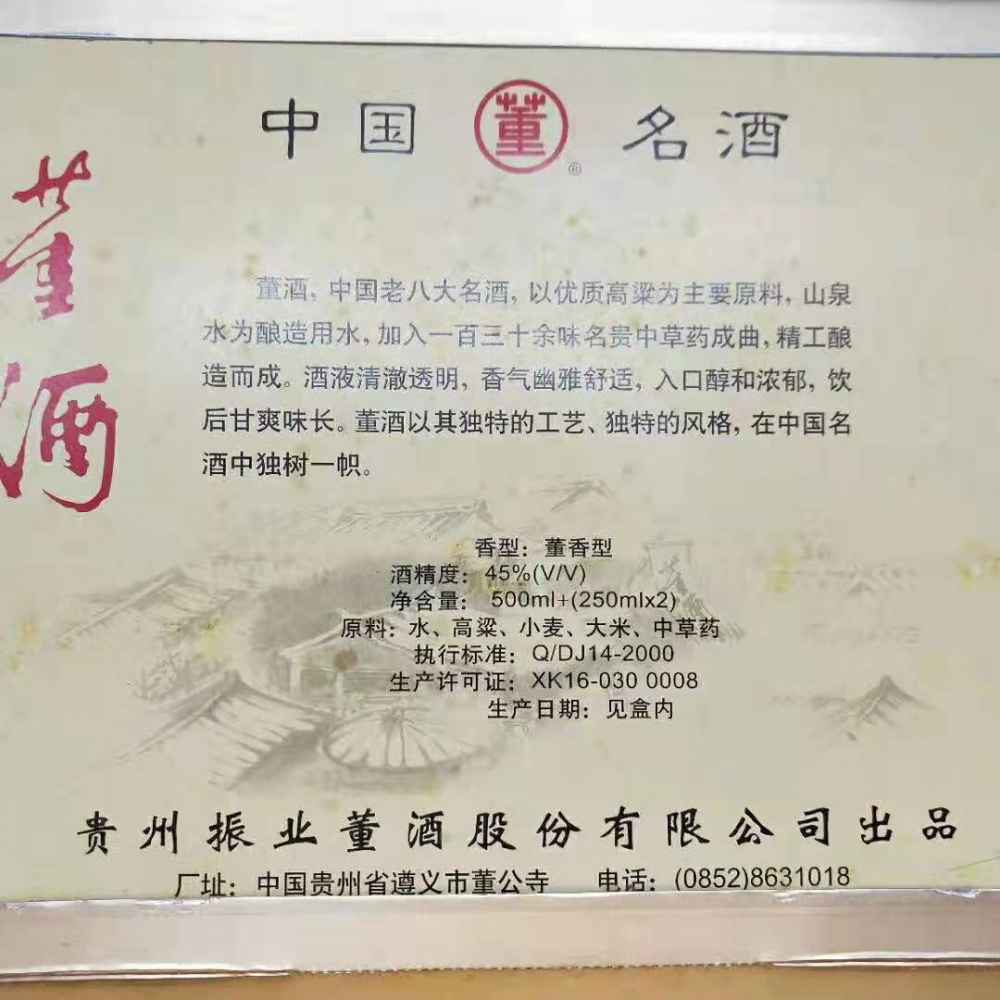 中国 董 ® 名酒
董酒
董酒，中国老八大名酒，以优质高粱为主要原料，山泉
水为酿造用水，加入一百三十余味名贵中草药成曲，精工酿
造而成。酒液清澈透明，香气幽雅舒适，入口醇和浓郁，饮
后甘爽味长。董酒以其独特的工艺、独特的风格，在中国名
酒中独树一帜。
香型：董香型
酒精度：45%(V/V)
净含量：500ml+(250mlx2)
原料：水、高粱、小麦、大米、中草药
执行标准：Q/DJ14-2000
生产许可证：XK16-030 0008
生产日期：见盒内
贵州振业董酒股份有限公司出品
厂址：中国贵州省遵义市董公寺 电话：(0852)8631018